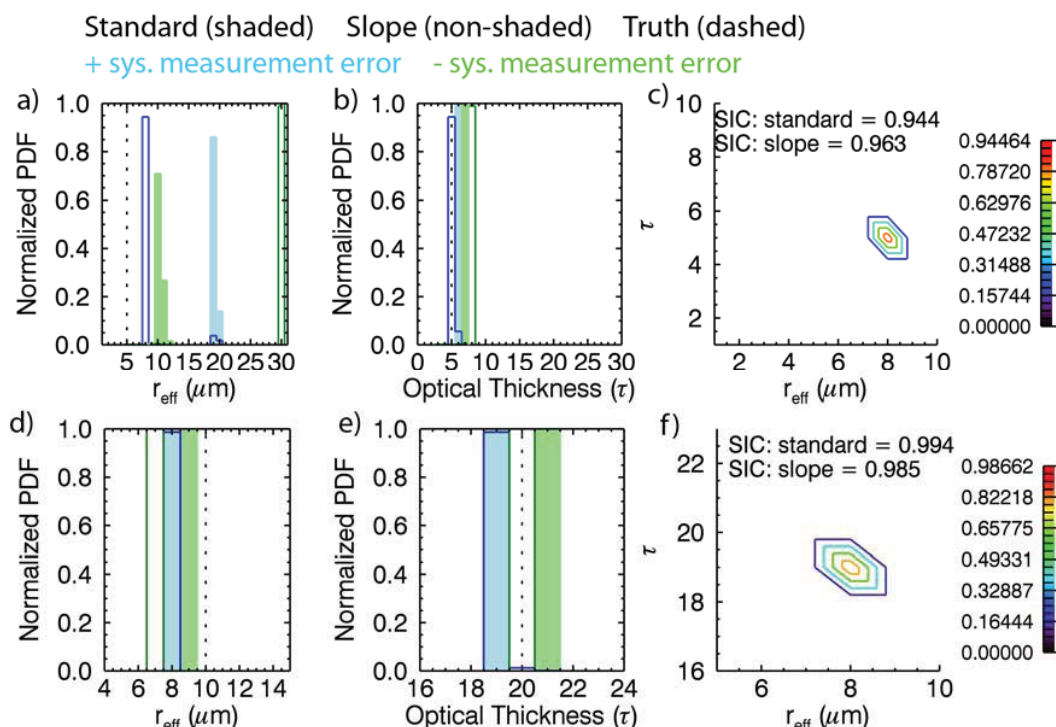 Standard (shaded) Slope (non-shaded) Truth (dashed)
+ sys. measurement error - sys. measurement error
a)
1.0
0.8
0.6
0.4
0.2
0.0
Normalized PDF
5 10 15 20 25 30
r_eff (μm)
b)
1.0
0.8
0.6
0.4
0.2
0.0
Normalized PDF
0 5 10 15 20 25 30
Optical Thickness (τ)
c)
SIC: standard = 0.944
SIC: slope = 0.963
10
8
6
4
2
τ
2 4 6 8 10
r_eff (μm)
0.94464
0.78720
0.62976
0.47232
0.31488
0.15744
0.00000
d)
1.0
0.8
0.6
0.4
0.2
0.0
Normalized PDF
4 6 8 10 12 14
r_eff (μm)
e)
1.0
0.8
0.6
0.4
0.2
0.0
Normalized PDF
16 18 20 22 24
Optical Thickness (τ)
f)
SIC: standard = 0.994
SIC: slope = 0.985
22
20
18
16
τ
6 8 10
r_eff (μm)
0.98662
0.82218
0.65775
0.49331
0.32887
0.16444
0.00000